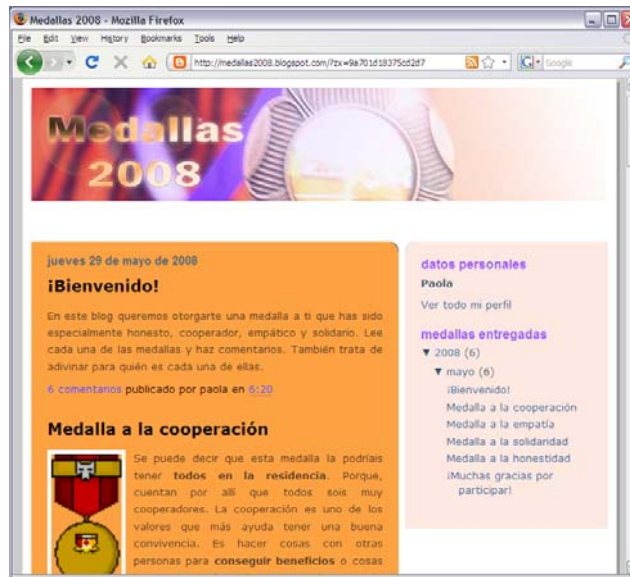 Medallas 2008 - Mozilla Firefox
File Edit View History Bookmarks Tools Help
http://medallas2008.blogspot.com/?zx=9a701d18375cd2d7
Google
Medallas
2008
jueves 29 de mayo de 2008
¡Bienvenido!
En este blog queremos otorgarte una medalla a ti que has sido
especialmente honesto, cooperador, empático y solidario. Lee
cada una de las medallas y haz comentarios. También trata de
adivinar para quién es cada una de ellas.
6 comentarios publicado por paola en 6:20
Medalla a la cooperación
Se puede decir que esta medalla la podríais
tener todos en la residencia. Porque,
cuentan por allí que todos sois muy
cooperadores. La cooperación es uno de los
valores que más ayuda tener una buena
convivencia. Es hacer cosas con otras
personas para conseguir beneficios o cosas
datos personales
Paola
Ver todo mi perfil
medallas entregadas
▼ 2008 (6)
▼ mayo (6)
¡Bienvenido!
Medalla a la cooperación
Medalla a la empatía
Medalla a la solidaridad
Medalla a la honestidad
¡Muchas gracias por
participar!